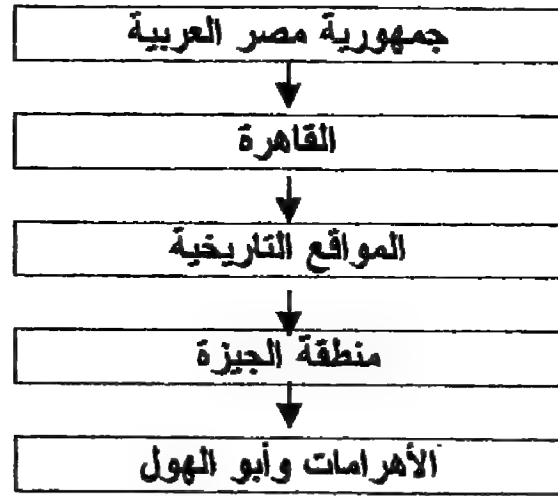 جمهورية مصر العربية
القاهرة
المواقع التاريخية
منطقة الجيزة
الأهرامات وأبو الهول